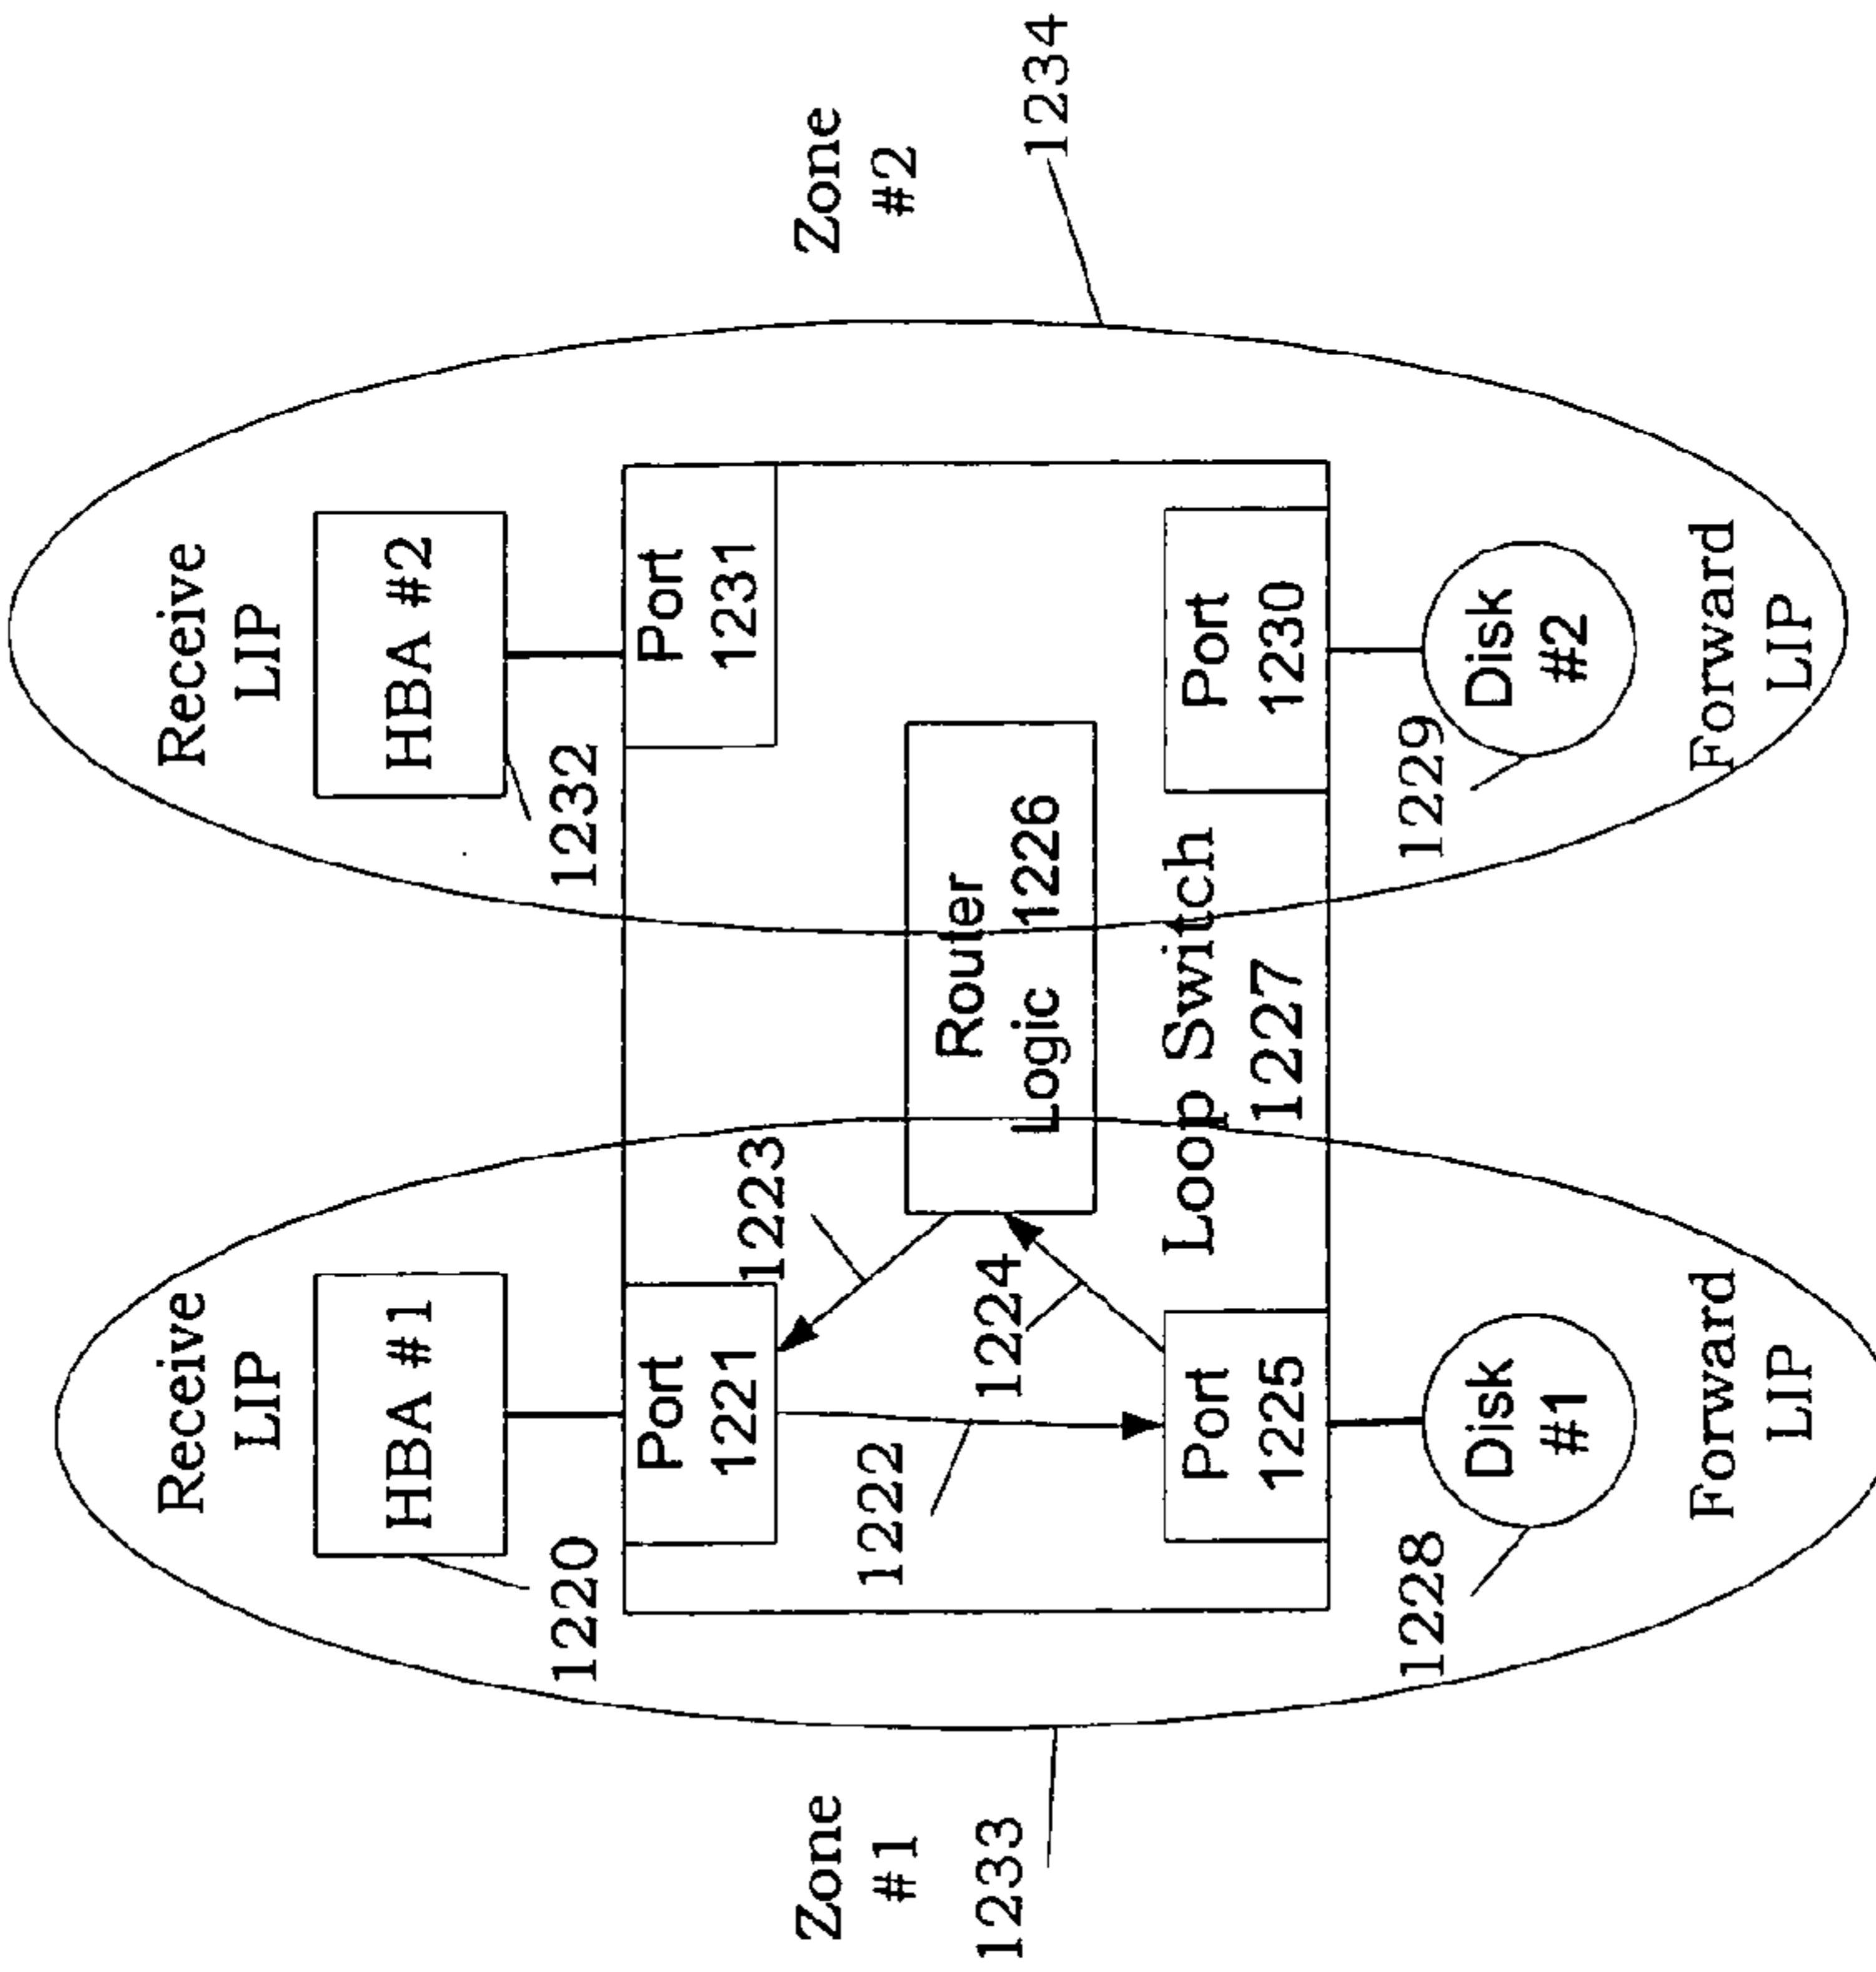 Receive
LIP
HBA #1
1220
Port
1221
1222
1223
1224
Port
1225
Disk
#1
1228
Forward
LIP
Zone
#1
1233
Router
Logic 1226
Loop Switch
1227
Receive
LIP
HBA #2
1232
Port
1231
Port
1230
Disk
#2
1229
Forward
LIP
Zone
#2
1234